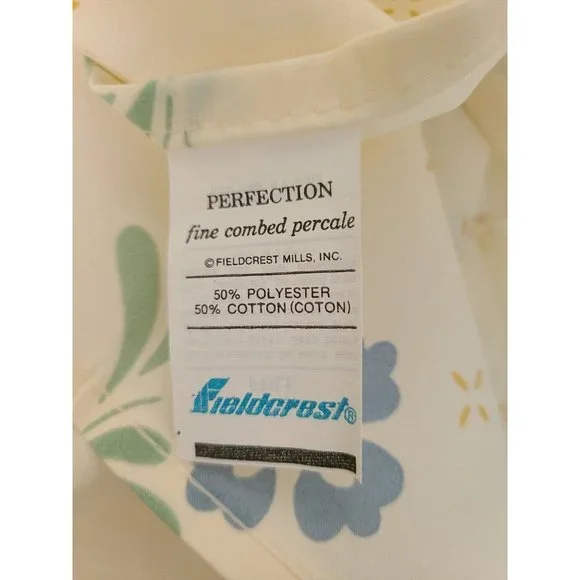 PERFECTION
fine combed percale
© FIELDCREST MILLS, INC.
50% POLYESTER
50% COTTON (COTON)
Fieldcrest®